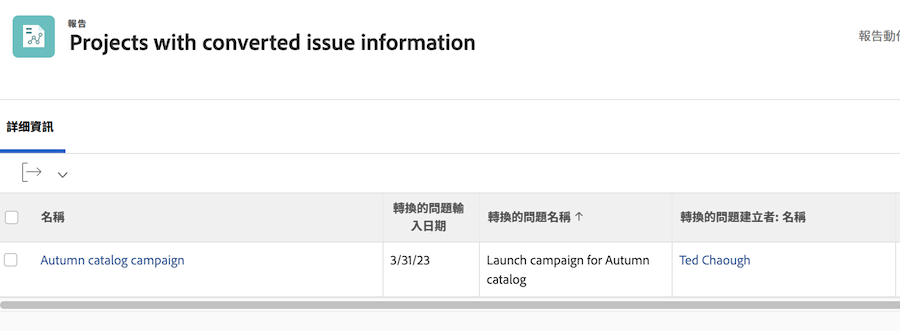 報告
Projects with converted issue information
報告動作
詳細資訊
名稱
轉換的問題輸
入日期
轉換的問題名稱 ↑
轉換的問題建立者: 名稱
Autumn catalog campaign
3/31/23
Launch campaign for Autumn
catalog
Ted Chaough